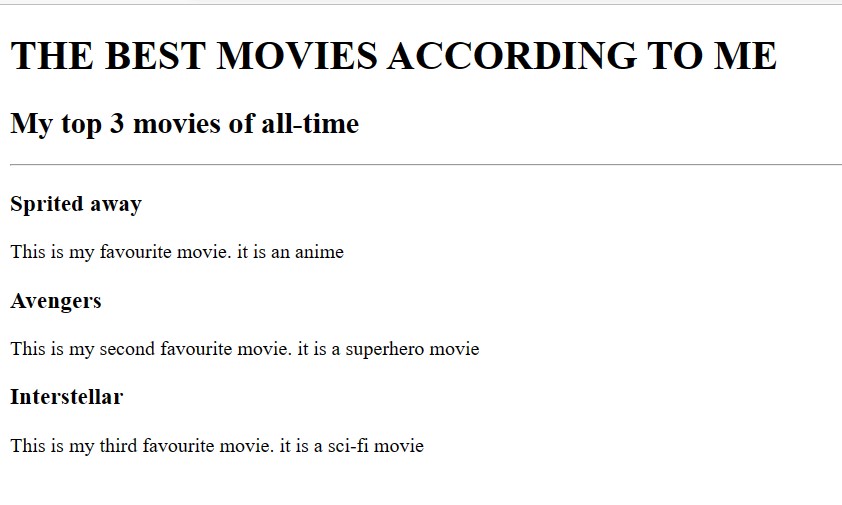 THE BEST MOVIES ACCORDING TO ME
My top 3 movies of all-time
Sprited away
This is my favourite movie. it is an anime
Avengers
This is my second favourite movie. it is a superhero movie
Interstellar
This is my third favourite movie. it is a sci-fi movie